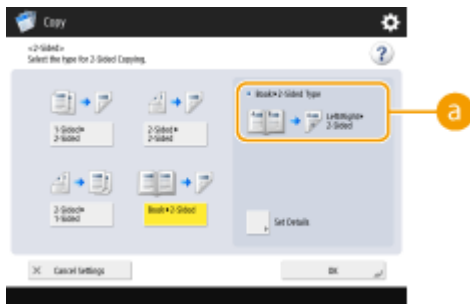 Copy
<2-Sided>
Select the type for 2-Sided Copying.
?
1-Sided▸
2-Sided
2-Sided▸
2-Sided
2-Sided▸
1-Sided
Book▸2-Sided
Book▸2-Sided Type
Left/Right▸
2-Sided
Set Details
Cancel Settings
OK
a